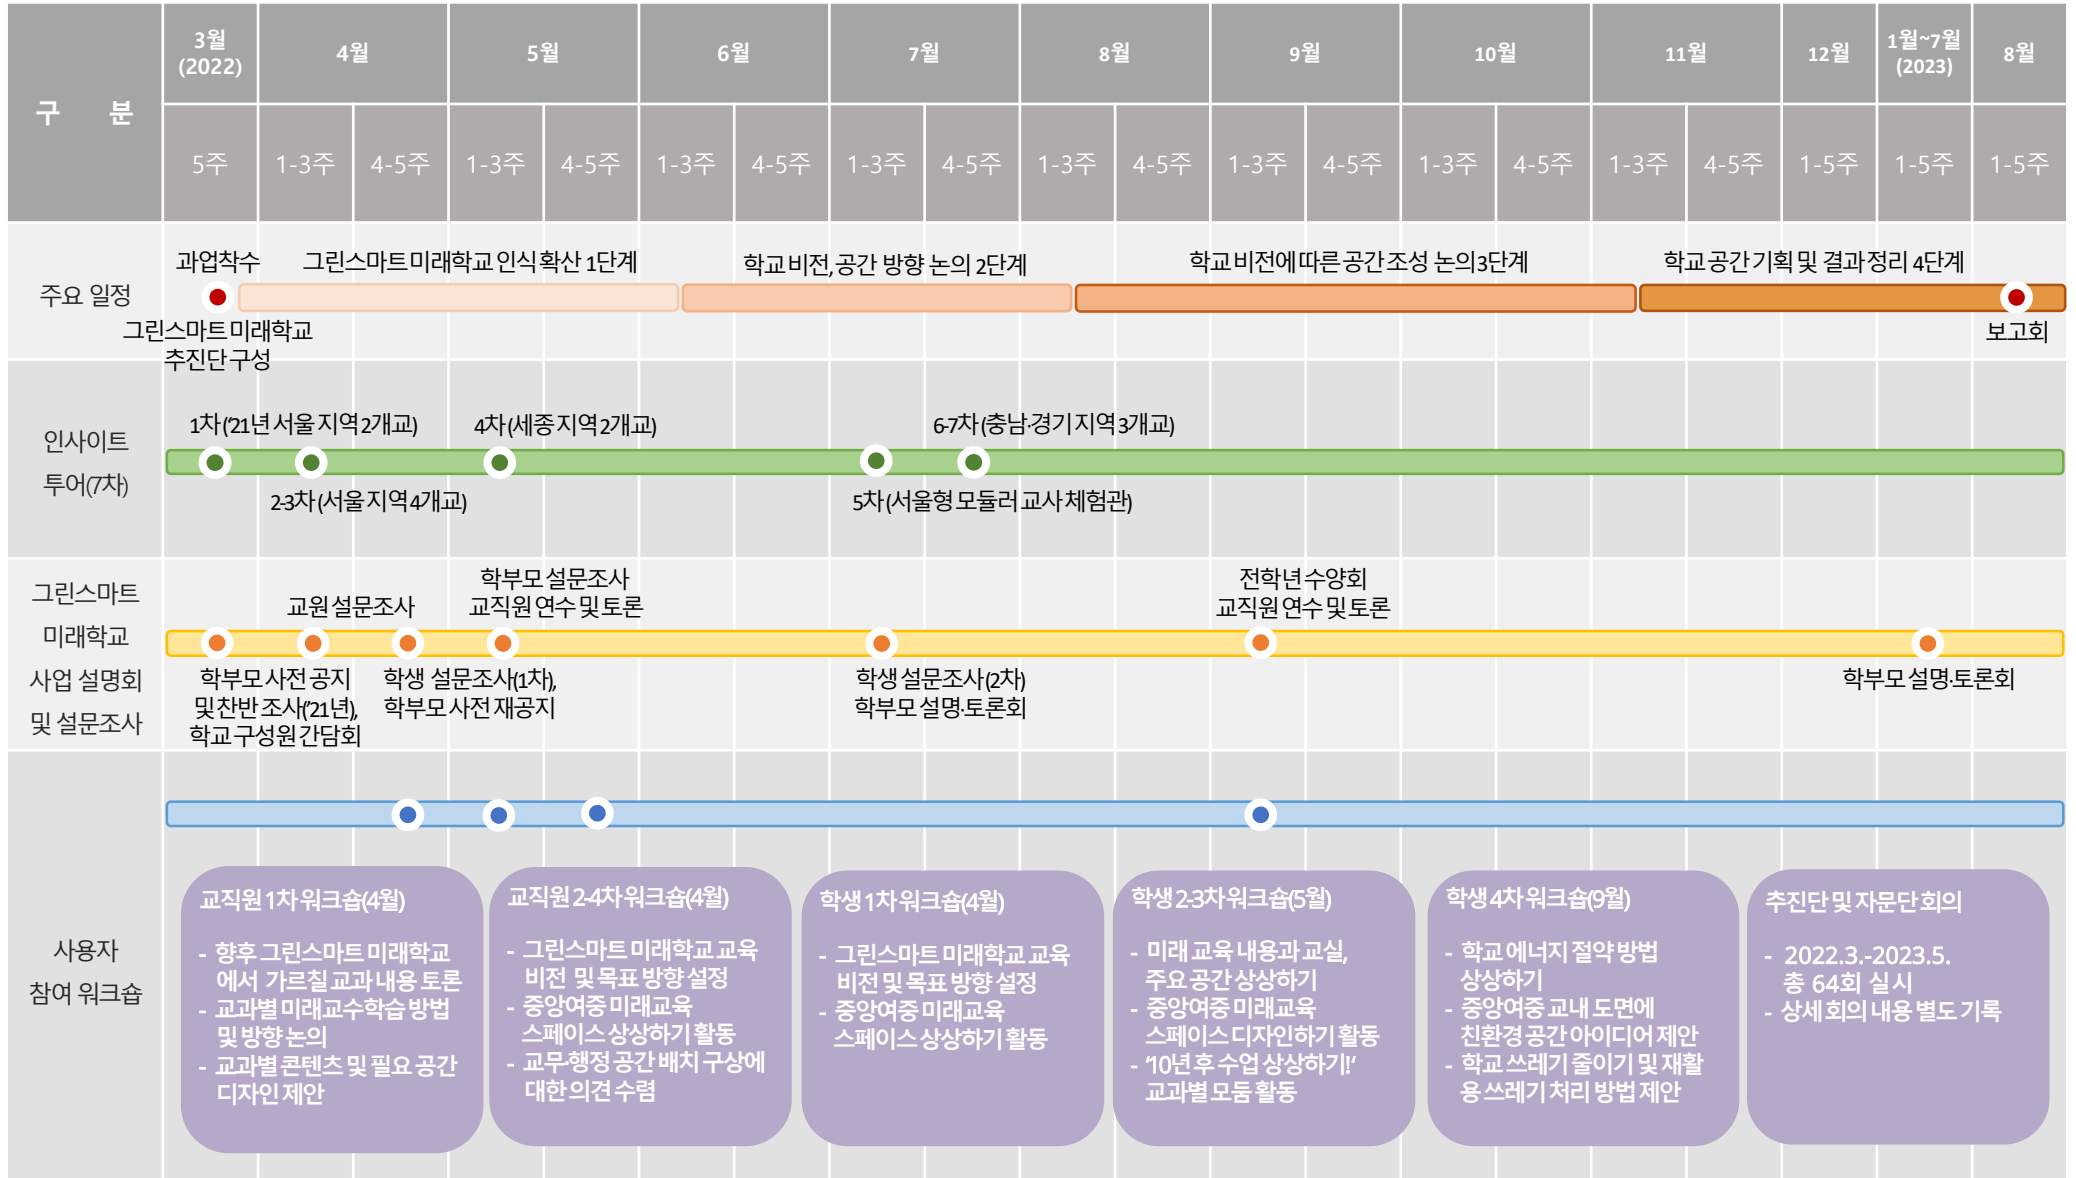 구 분
3월
(2022)
4월
5월
6월
7월
8월
9월
10월
11월
12월
1월~7월
(2023)
8월
5주
1-3주
4-5주
1-3주
4-5주
1-3주
4-5주
1-3주
4-5주
1-3주
4-5주
1-3주
4-5주
1-3주
4-5주
1-3주
4-5주
1-5주
1-5주
1-5주
주요 일정
과업착수
그린스마트 미래학교 인식 확산 1단계
학교 비전, 공간 방향 논의 2단계
학교 비전에 따른 공간 조성 논의 3단계
학교 공간 기획 및 결과 정리 4단계
그린스마트 미래학교
추진단 구성
보고회
인사이트
투어(7차)
1차 ('21년 서울 지역 2개교)
4차 (세종 지역 2개교)
6-7차 (충남·경기 지역 3개교)
2-3차 (서울 지역 4개교)
5차 (서울형 모듈러 교사 체험관)
그린스마트
미래학교
사업 설명회
및 설문조사
교원 설문조사
학부모 설문조사
교직원 연수 및 토론
전학년 수양회
교직원 연수 및 토론
학부모 사전 공지
및 찬반 조사('21년),
학교 구성원 간담회
학생 설문조사(1차),
학부모 사전 재공지
학생 설문조사 (2차)
학부모 설명·토론회
학부모 설명·토론회
사용자
참여 워크숍
교직원 1차 워크숍(4월)
- 향후 그린스마트 미래학교
에서 가르칠 교과 내용 토론
- 교과별 미래교수학습 방법
및 방향 논의
- 교과별 콘텐츠 및 필요 공간
디자인 제안
교직원 2-4차 워크숍(4월)
- 그린스마트 미래학교 교육
비전 및 목표 방향 설정
- 중앙여중 미래교육
스페이스 상상하기 활동
- 교무·행정 공간 배치 구상에
대한 의견 수렴
학생 1차 워크숍(4월)
- 그린스마트 미래학교 교육
비전 및 목표 방향 설정
- 중앙여중 미래교육
스페이스 상상하기 활동
학생 2-3차 워크숍(5월)
- 미래 교육 내용과 교실,
주요 공간 상상하기
- 중앙여중 미래교육
스페이스 디자인하기 활동
- '10년 후 수업 상상하기!'
교과별 모둠 활동
학생 4차 워크숍(9월)
- 학교 에너지 절약 방법
상상하기
- 중앙여중 교내 도면에
친환경 공간 아이디어 제안
- 학교 쓰레기 줄이기 및 재활
용 쓰레기 처리 방법 제안
추진단 및 자문단 회의
- 2022.3.-2023.5.
총 64회 실시
- 상세 회의 내용 별도 기록